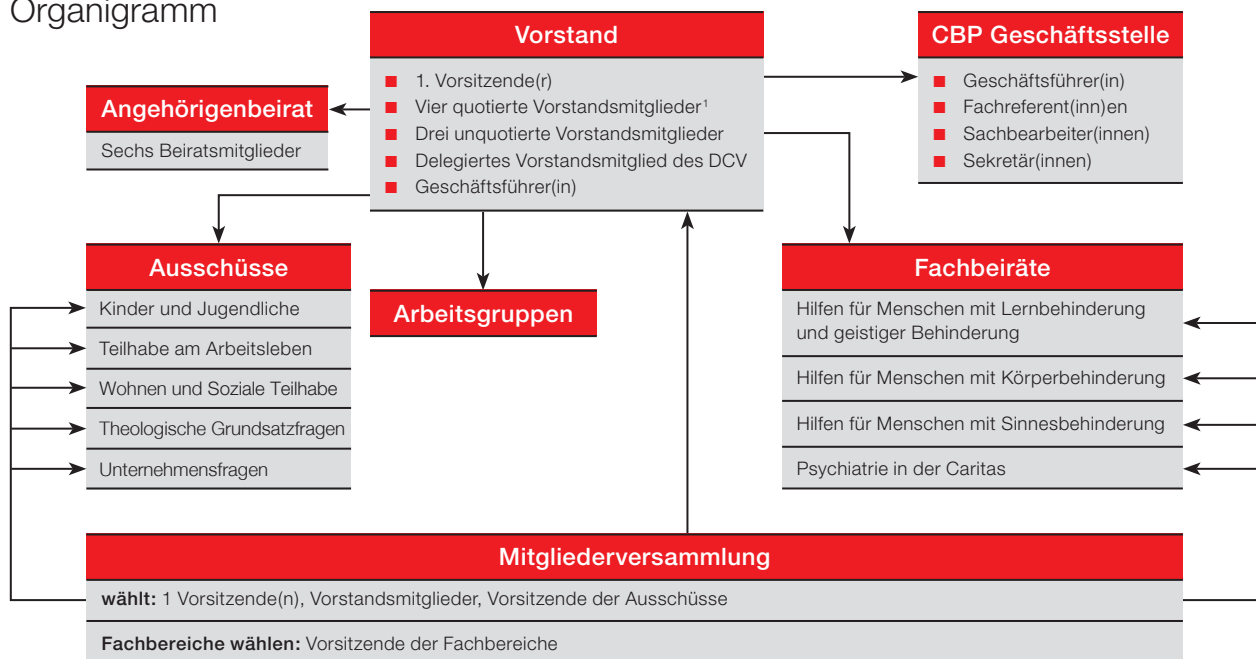 Organigramm
Vorstand
1. Vorsitzende(r)
Vier quotierte Vorstandsmitglieder¹
Drei unquotierte Vorstandsmitglieder
Delegiertes Vorstandsmitglied des DCV
Geschäftsführer(in)
CBP Geschäftsstelle
Geschäftsführer(in)
Fachreferent(inn)en
Sachbearbeiter(innen)
Sekretär(innen)
Angehörigenbeirat
Sechs Beiratsmitglieder
Ausschüsse
Kinder und Jugendliche
Teilhabe am Arbeitsleben
Wohnen und Soziale Teilhabe
Theologische Grundsatzfragen
Unternehmensfragen
Arbeitsgruppen
Fachbeiräte
Hilfen für Menschen mit Lernbehinderung
und geistiger Behinderung
Hilfen für Menschen mit Körperbehinderung
Hilfen für Menschen mit Sinnesbehinderung
Psychiatrie in der Caritas
Mitgliederversammlung
wählt: 1 Vorsitzende(n), Vorstandsmitglieder, Vorsitzende der Ausschüsse
Fachbereiche wählen: Vorsitzende der Fachbereiche